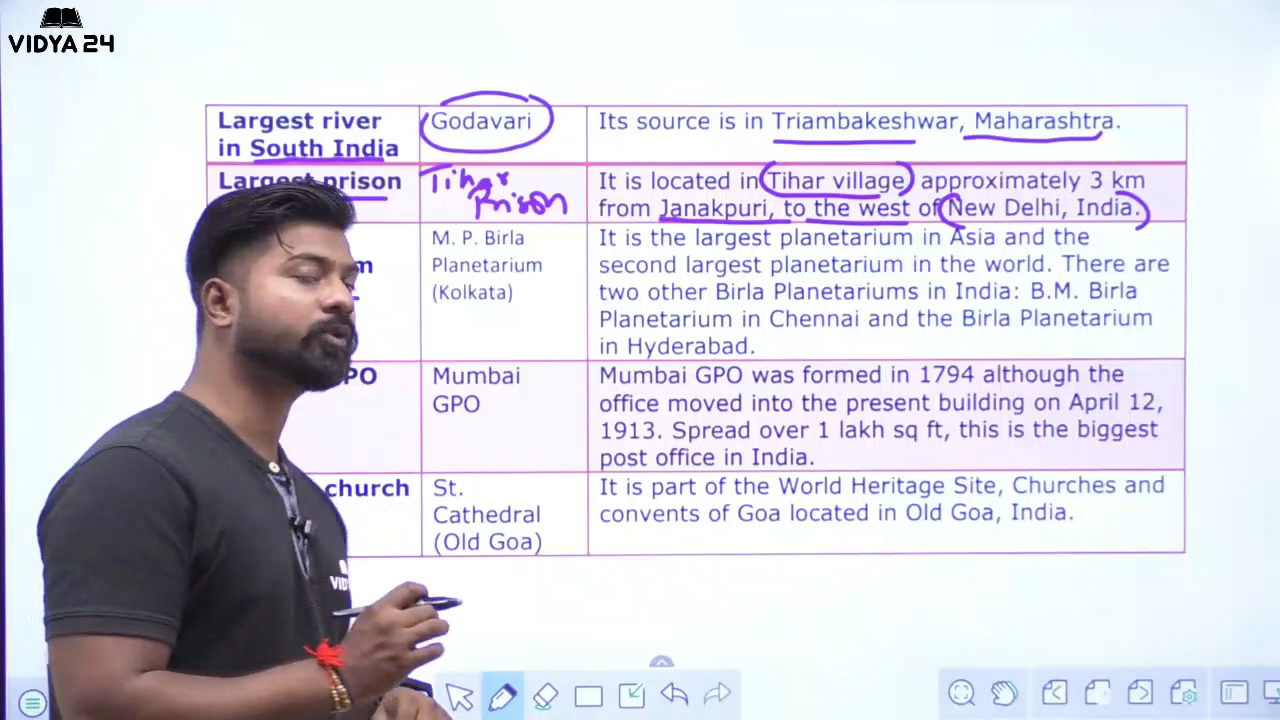 VIDYA 24
Largest river
in South India
Godavari
Its source is in Triambakeshwar, Maharashtra.
Largest prison
Tihar
Prison
It is located in Tihar village, approximately 3 km
from Janakpuri, to the west of New Delhi, India.
M. P. Birla
Planetarium
(Kolkata)
It is the largest planetarium in Asia and the
second largest planetarium in the world. There are
two other Birla Planetariums in India: B.M. Birla
Planetarium in Chennai and the Birla Planetarium
in Hyderabad.
Mumbai
GPO
Mumbai GPO was formed in 1794 although the
office moved into the present building on April 12,
1913. Spread over 1 lakh sq ft, this is the biggest
post office in India.
church
St.
Cathedral
(Old Goa)
It is part of the World Heritage Site, Churches and
convents of Goa located in Old Goa, India.